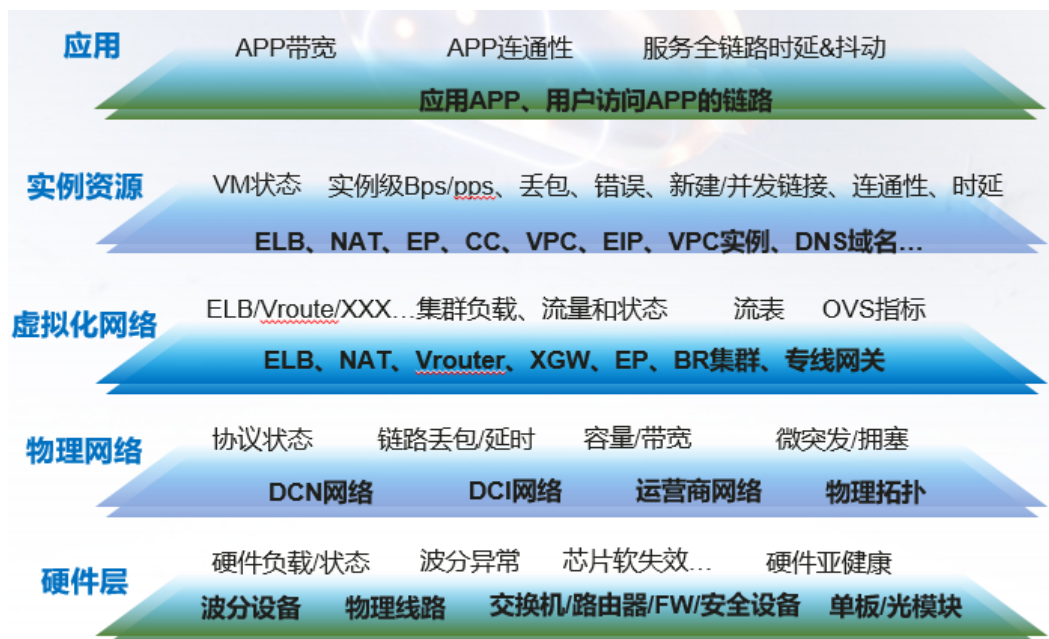 应用 APP带宽 APP连通性 服务全链路时延&抖动
应用APP、用户访问APP的链路
实例资源 VM状态 实例级Bps/pps、丢包、错误、新建/并发链接、连通性、时延
ELB、NAT、EP、CC、VPC、EIP、VPC实例、DNS域名...
虚拟化网络 ELB/Vroute/XXX...集群负载、流量和状态 流表 OVS指标
ELB、NAT、Vrouter、XGW、EP、BR集群、专线网关
物理网络 协议状态 链路丢包/延时 容量/带宽 微突发/拥塞
DCN网络 DCI网络 运营商网络 物理拓扑
硬件层 硬件负载/状态 波分异常 芯片软失效... 硬件亚健康
波分设备 物理线路 交换机/路由器/FW/安全设备 单板/光模块